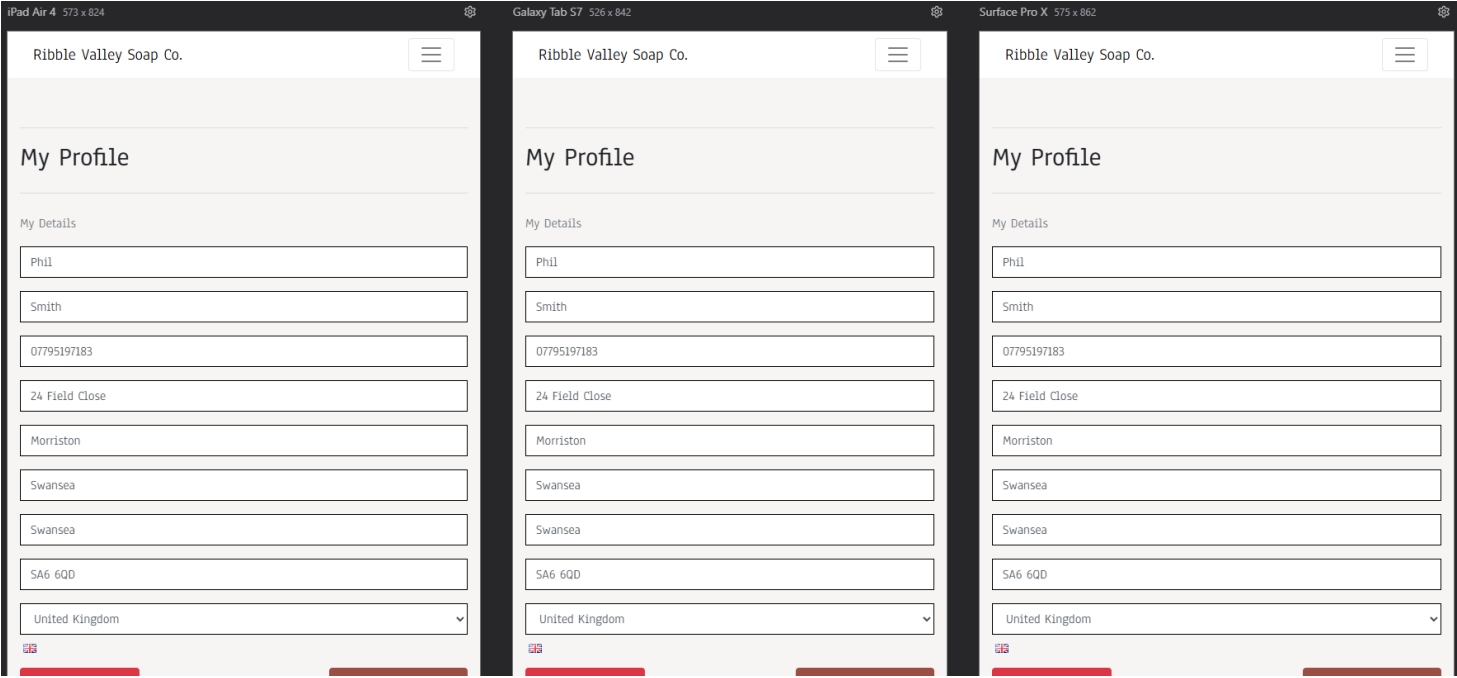 iPad Air 4 573 x 824
Ribble Valley Soap Co.
My Profile
My Details
Phil
Smith
07795197183
24 Field Close
Morriston
Swansea
Swansea
SA6 6QD
United Kingdom
Galaxy Tab S7 526 x 842
Ribble Valley Soap Co.
My Profile
My Details
Phil
Smith
07795197183
24 Field Close
Morriston
Swansea
Swansea
SA6 6QD
United Kingdom
Surface Pro X 575 x 862
Ribble Valley Soap Co.
My Profile
My Details
Phil
Smith
07795197183
24 Field Close
Morriston
Swansea
Swansea
SA6 6QD
United Kingdom